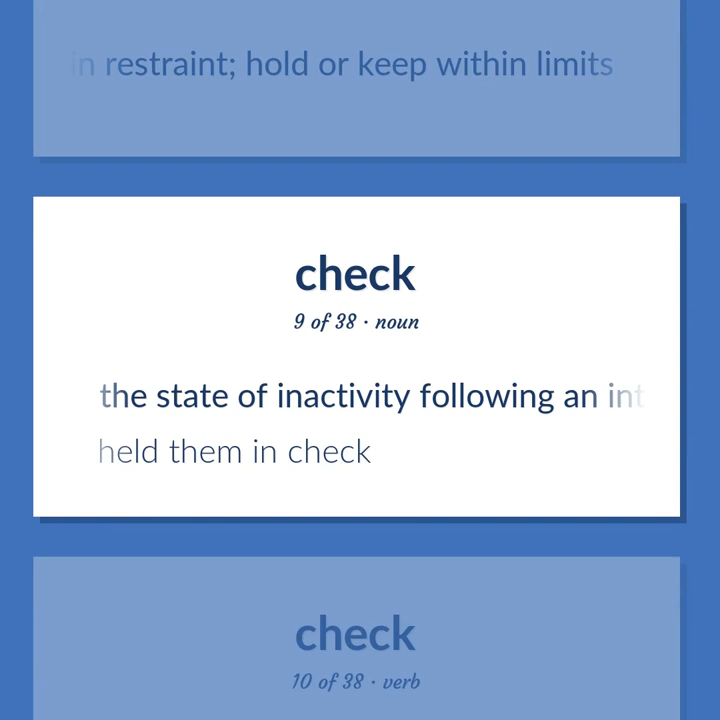 in restraint; hold or keep within limits
check
9 of 38 · noun
the state of inactivity following an
held them in check
check
10 of 38 · verb